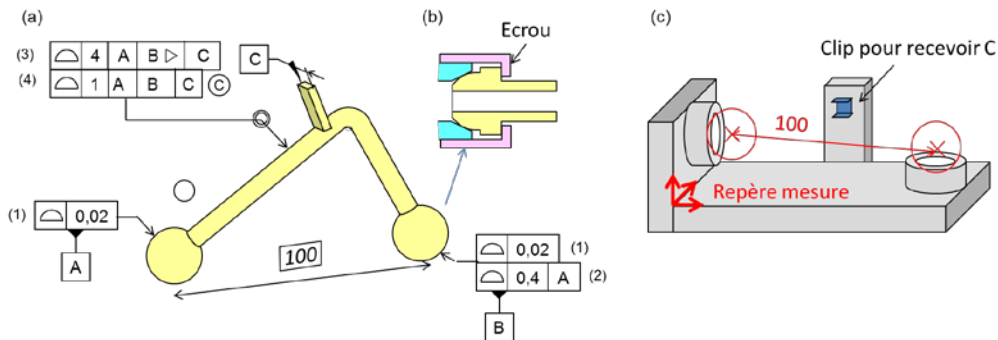 (a)
(b)
(c)
Ecrou
(3) ⌓ 4 A B ▷ C
(4) ⌓ 1 A B C Ⓒ
C
Clip pour recevoir C
100
Repère mesure
(1) ⌓ 0,02
A
100
⌓ 0,02 (1)
⌓ 0,4 A (2)
B